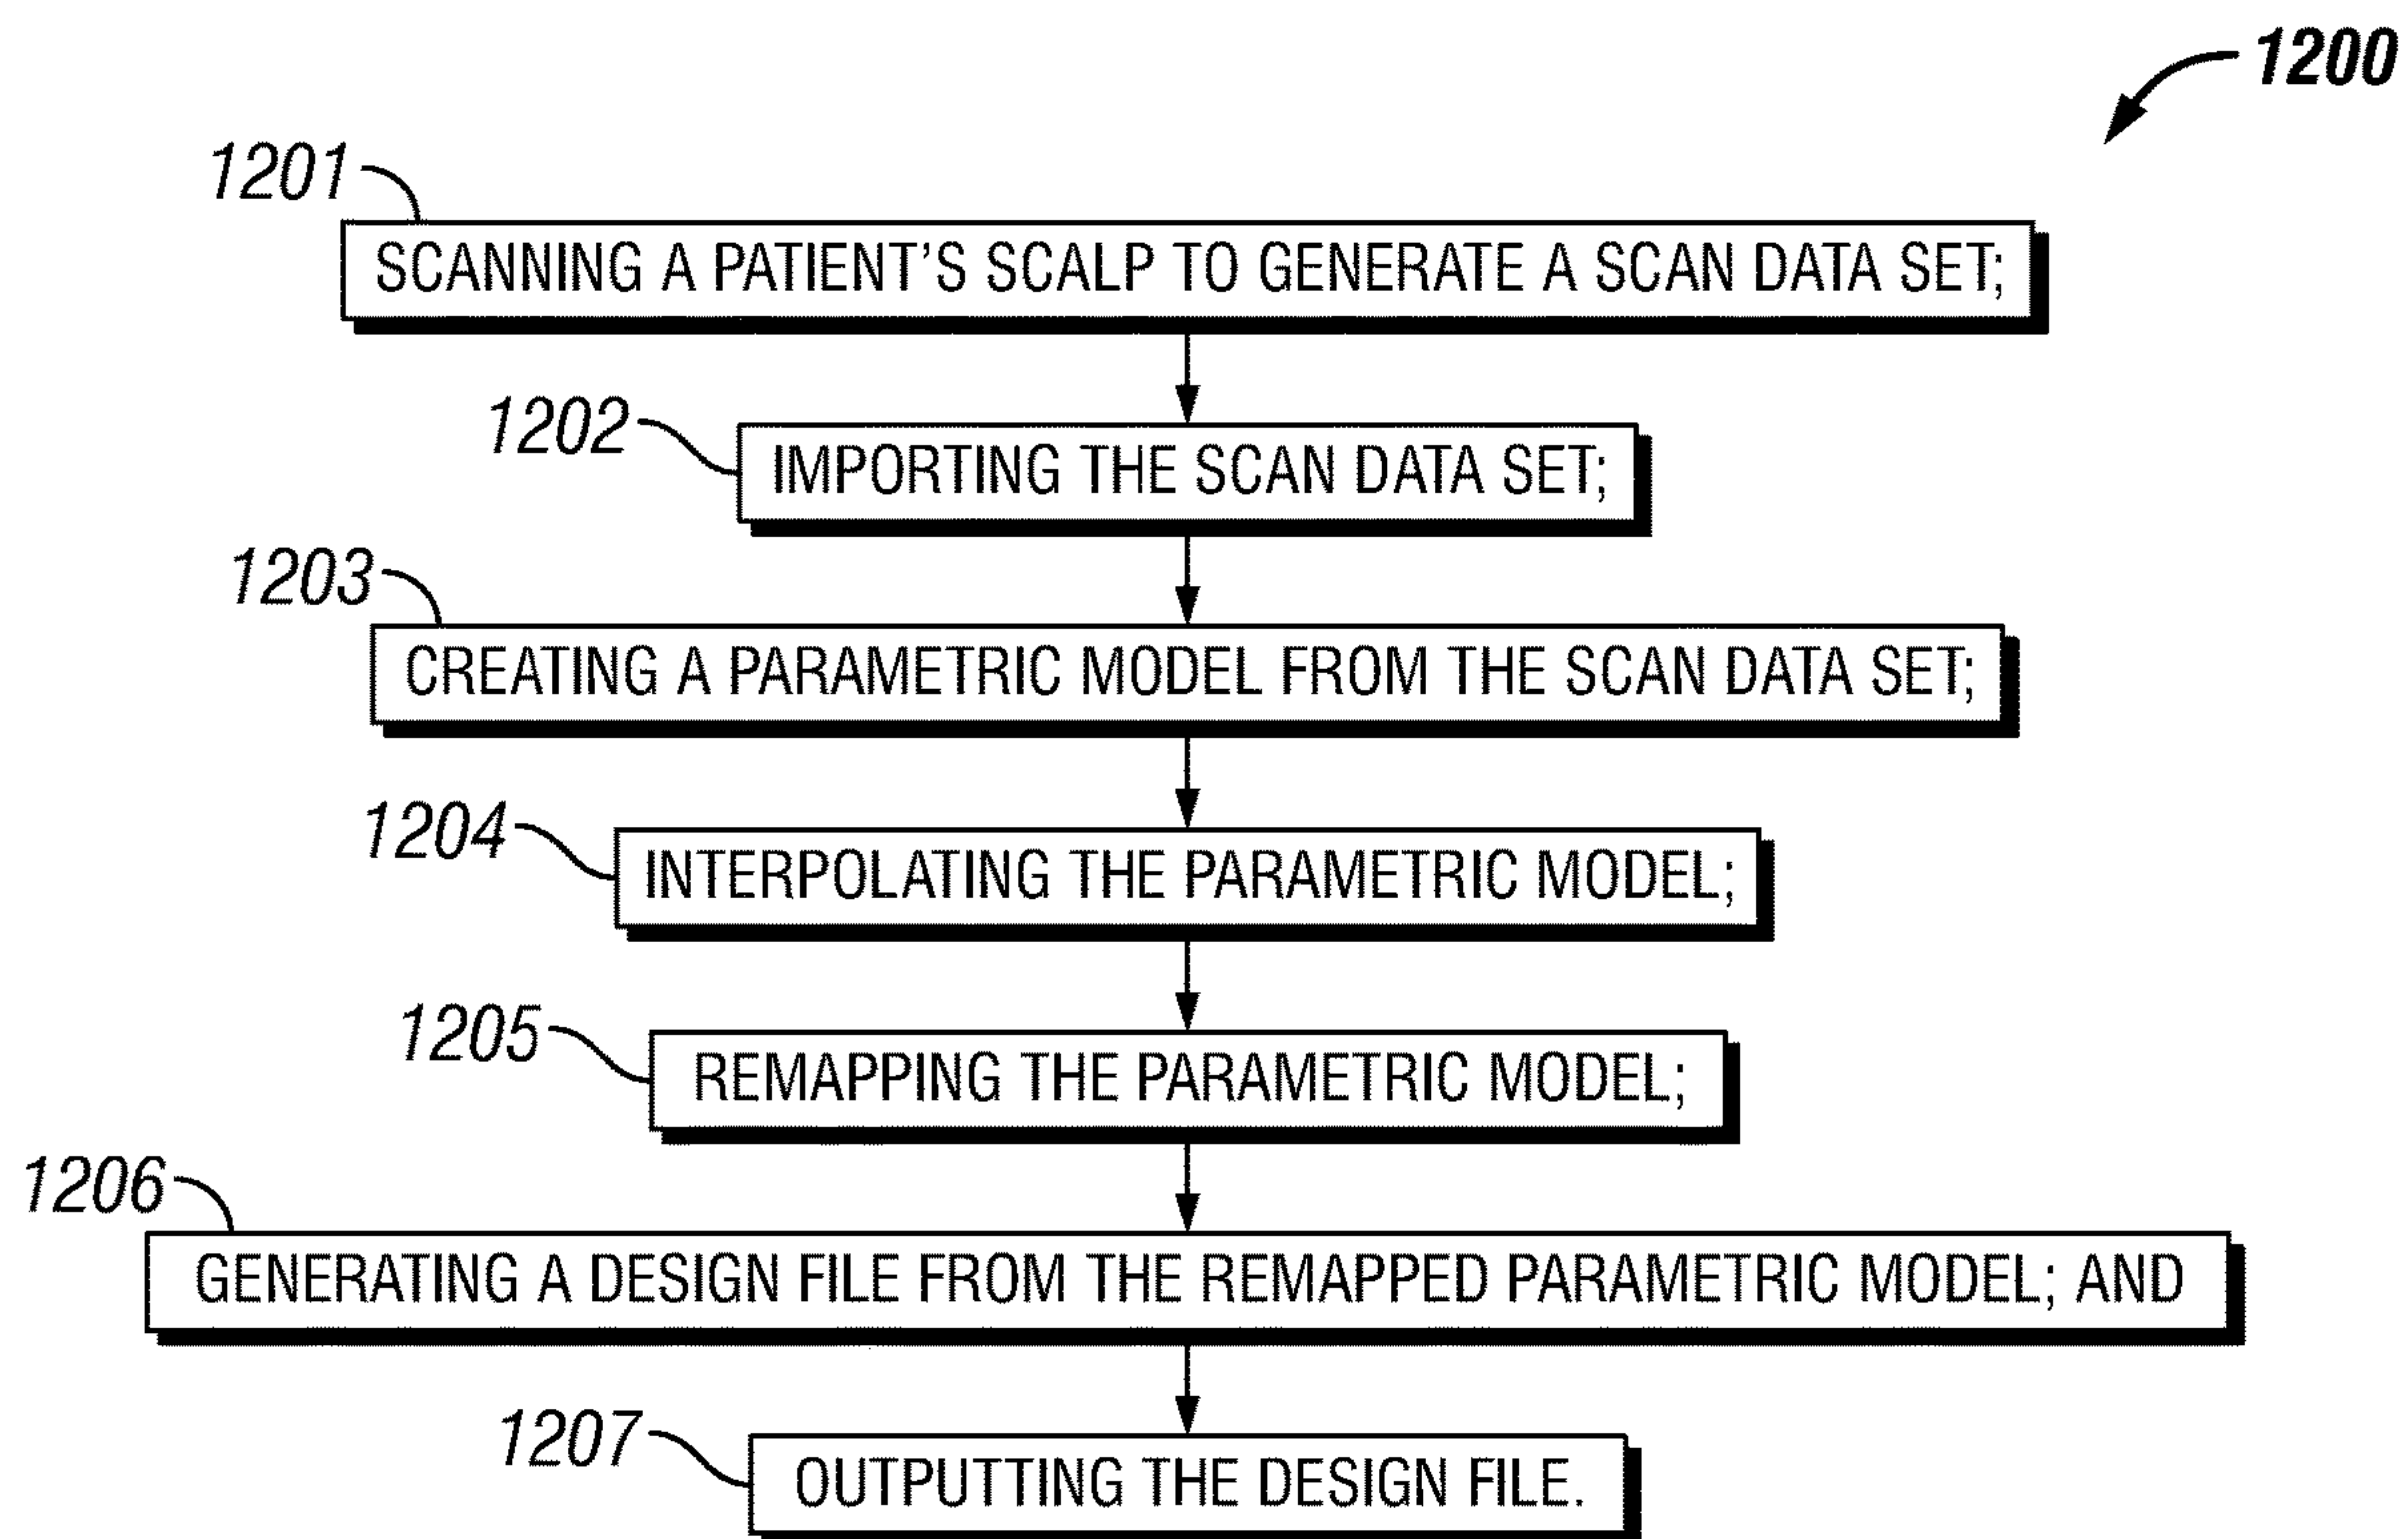 1200
1201
SCANNING A PATIENT'S SCALP TO GENERATE A SCAN DATA SET;
1202
IMPORTING THE SCAN DATA SET;
1203
CREATING A PARAMETRIC MODEL FROM THE SCAN DATA SET;
1204
INTERPOLATING THE PARAMETRIC MODEL;
1205
REMAPPING THE PARAMETRIC MODEL;
1206
GENERATING A DESIGN FILE FROM THE REMAPPED PARAMETRIC MODEL; AND
1207
OUTPUTTING THE DESIGN FILE.